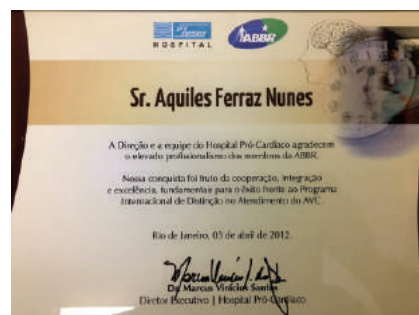 HOSPITAL
ABBR
Sr. Aquiles Ferraz Nunes
A Direção e a equipe do Hospital Pró-Cardíaco agradecem
o elevado profissionalismo dos membros da ABBR.
Nossa conquista foi fruto da cooperação, integração
e excelência, fundamentais para o êxito frente ao Programa
Internacional de Distinção no Atendimento do AVC.
Rio de Janeiro, 03 de abril de 2012.
Dr. Marcus Vinícius Santos
Diretor Executivo | Hospital Pró-Cardíaco